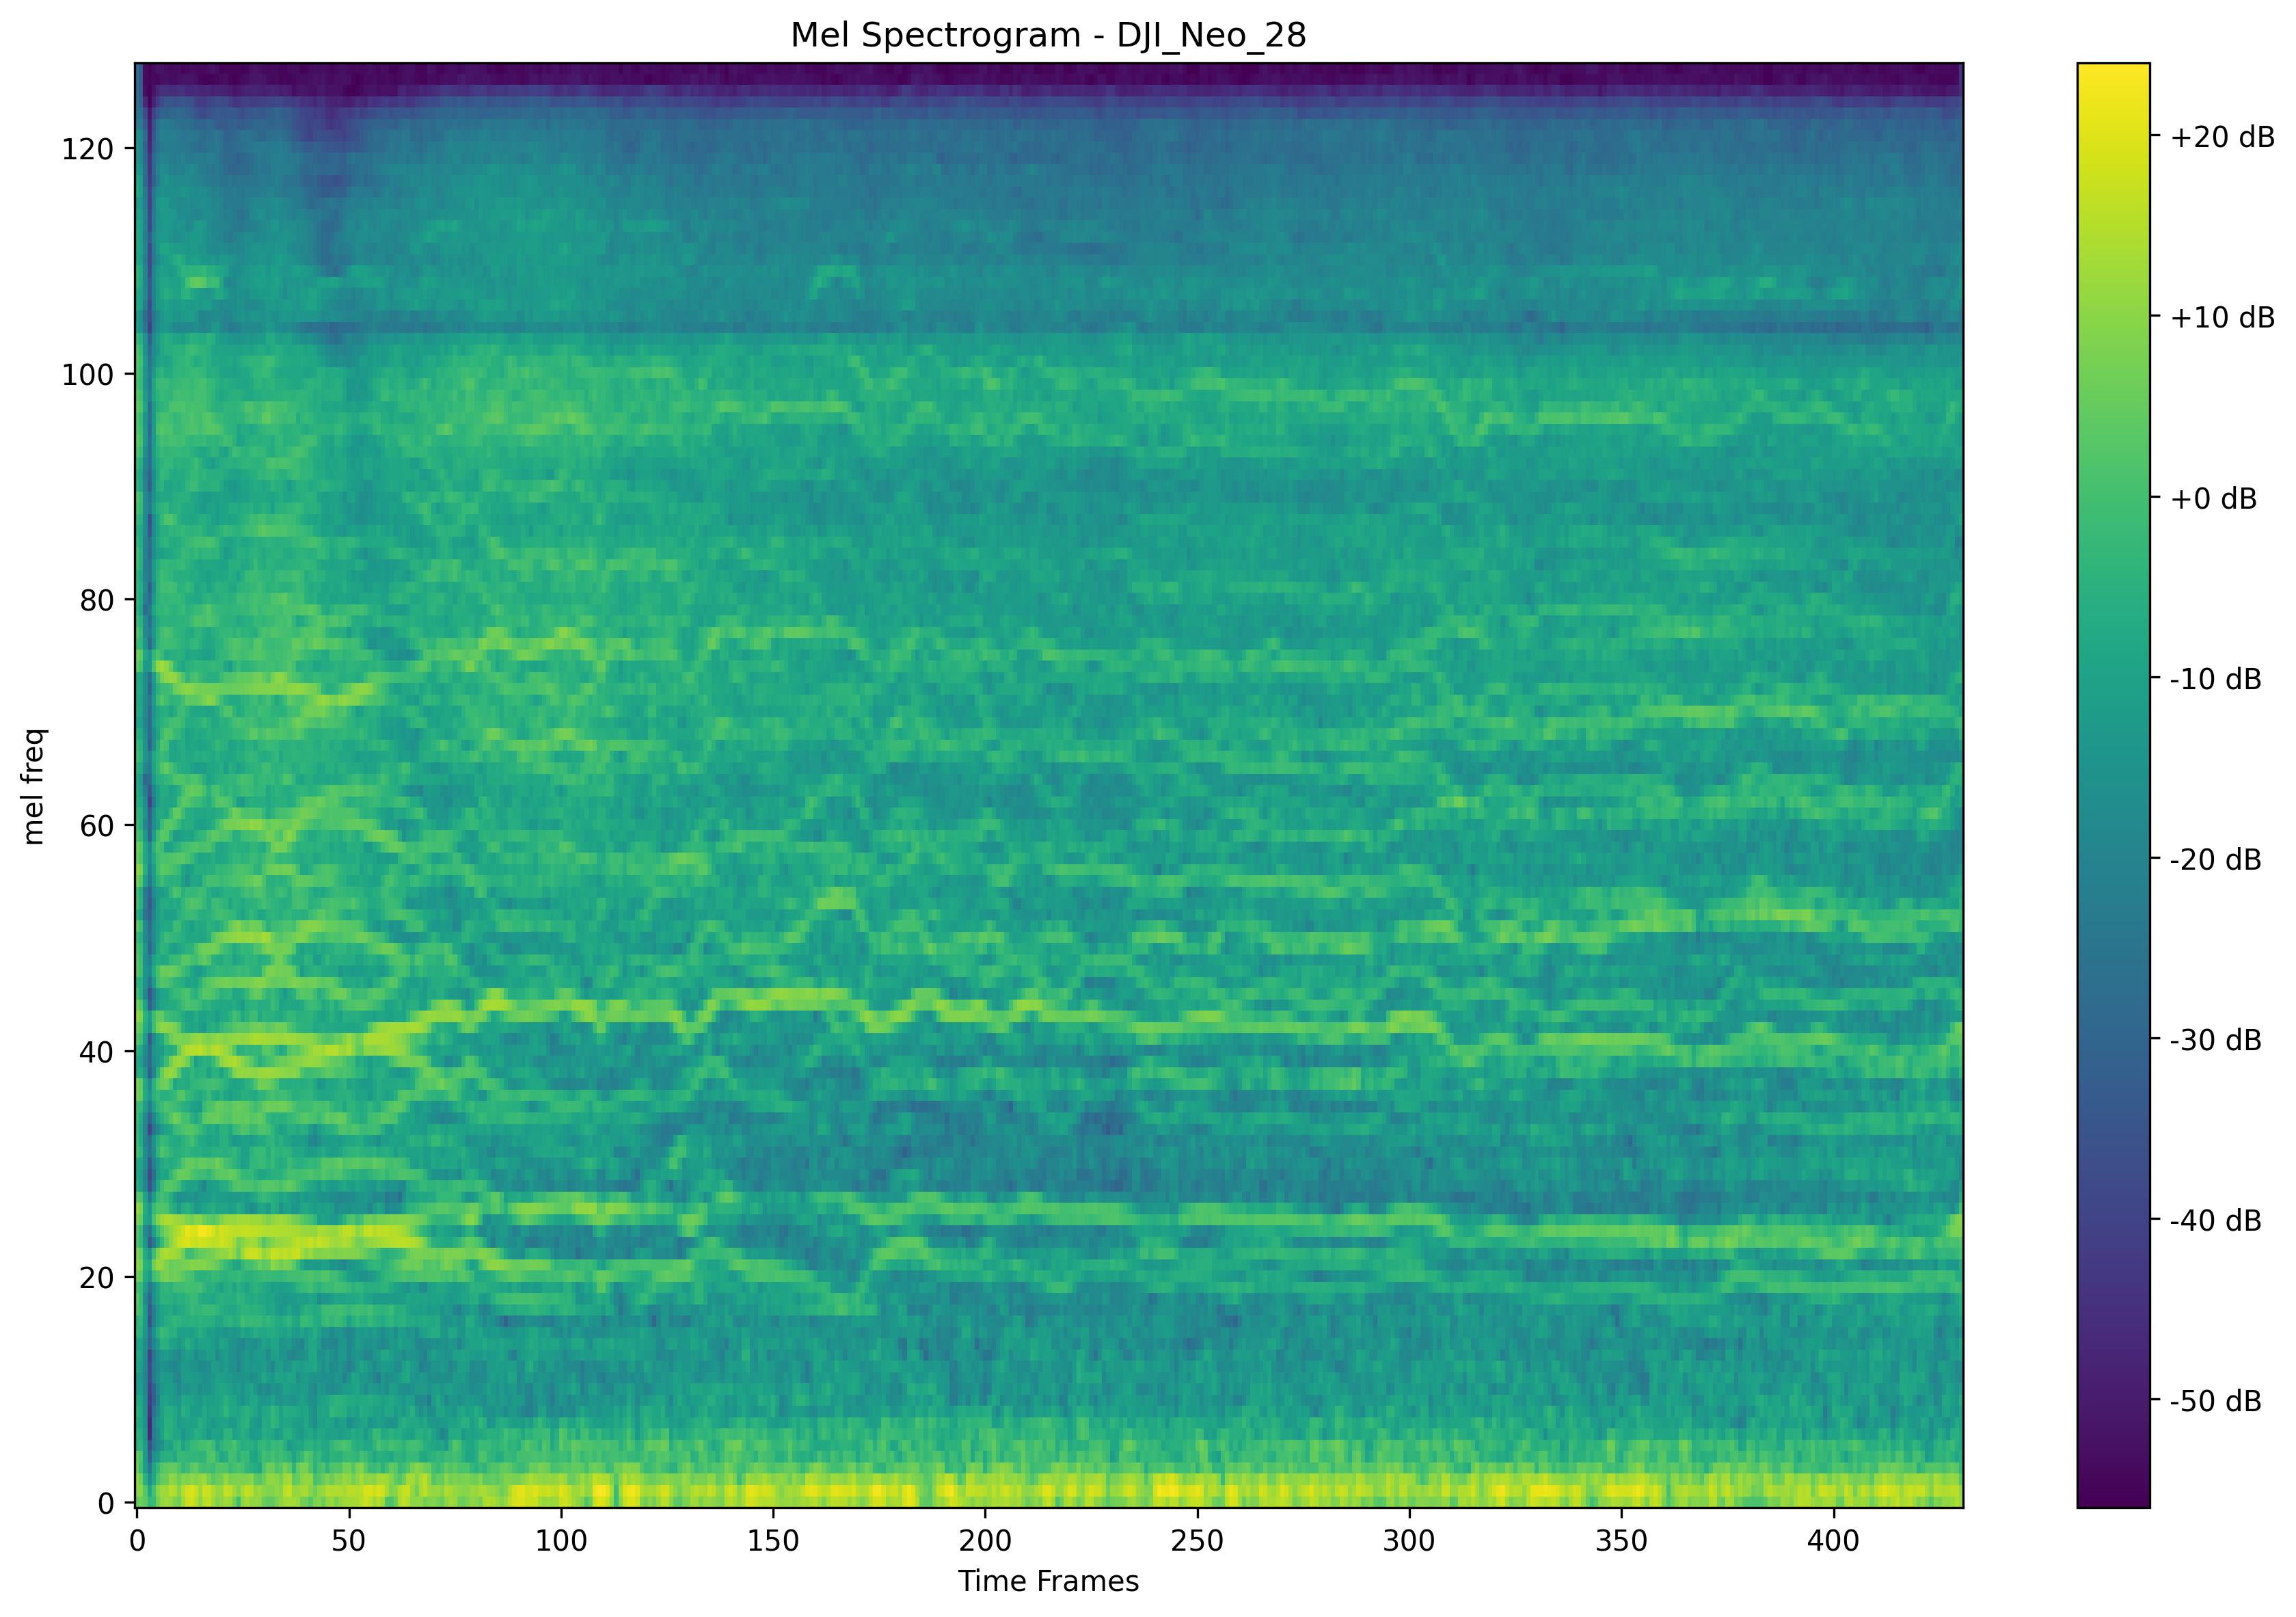 Mel Spectrogram - DJI_Neo_28
mel freq
120
100
80
60
40
20
0
0 50 100 150 200 250 300 350 400
Time Frames
+20 dB
+10 dB
+0 dB
-10 dB
-20 dB
-30 dB
-40 dB
-50 dB